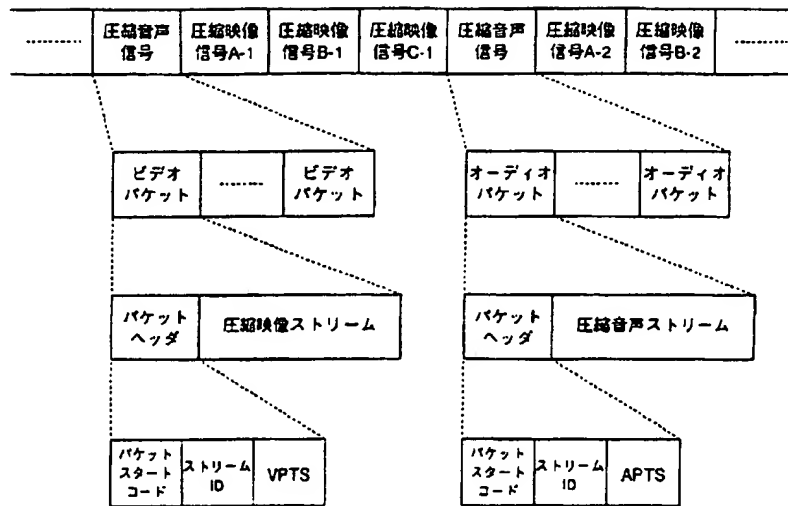 ........
圧縮音声
信号
圧縮映像
信号A-1
圧縮映像
信号B-1
圧縮映像
信号C-1
圧縮音声
信号
圧縮映像
信号A-2
圧縮映像
信号B-2
........
ビデオ
パケット
........
ビデオ
パケット
オーディオ
パケット
........
オーディオ
パケット
パケット
ヘッダ
圧縮映像ストリーム
パケット
ヘッダ
圧縮音声ストリーム
パケット
スタート
コード
ストリーム
ID
VPTS
パケット
スタート
コード
ストリーム
ID
APTS